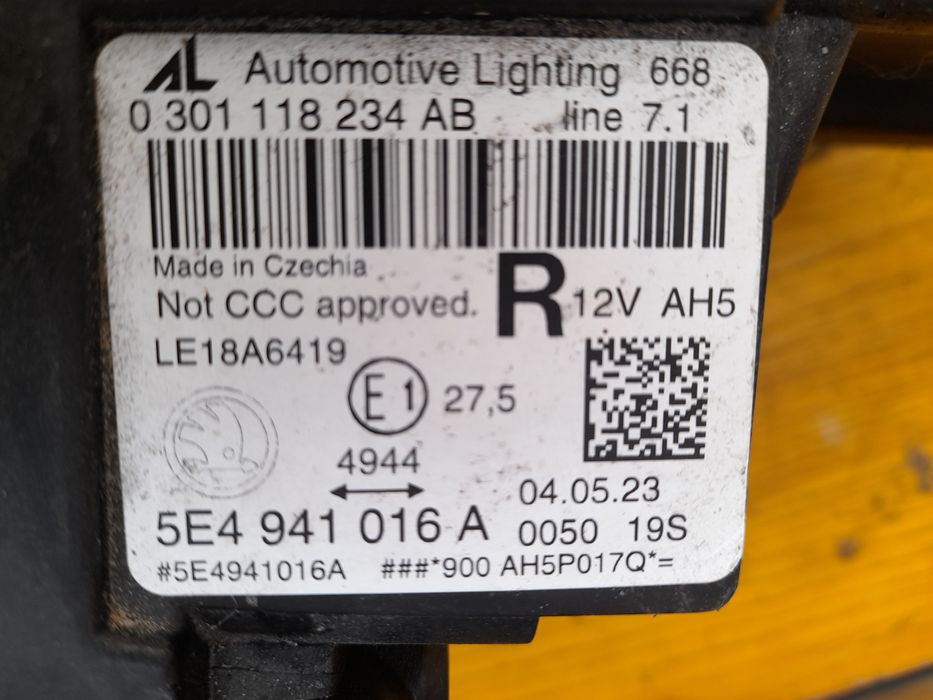 AL Automotive Lighting 668
0 301 118 234 AB line 7.1
Made in Czechia
Not CCC approved. R 12V AH5
LE18A6419
E1 27,5
4944
5E4 941 016 A
04.05.23
0050 19S
#5E4941016A ###*900 AH5P017Q*=